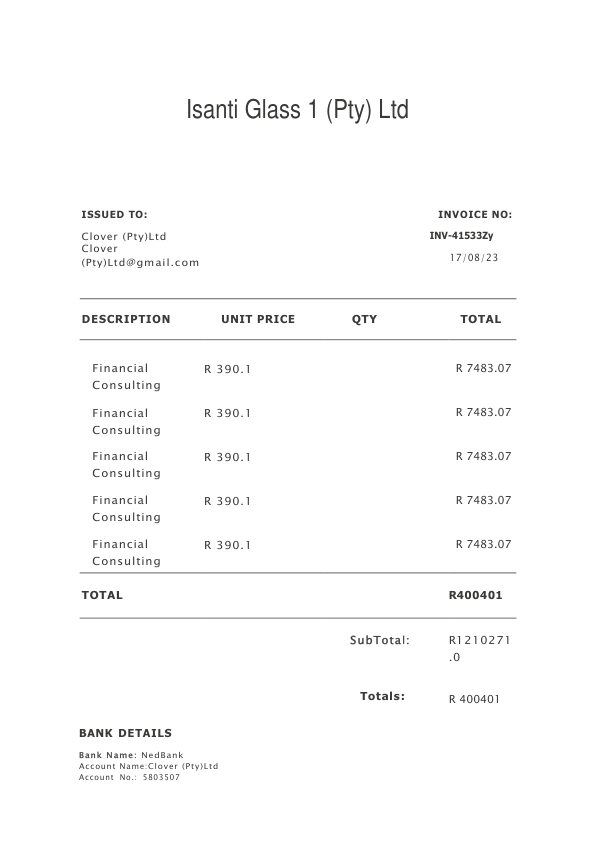 Isanti Glass 1 (Pty) Ltd
ISSUED TO: INVOICE NO:
Clover (Pty)Ltd INV-41533Zy
Clover
(Pty)Ltd@gmail.com 17/08/23
DESCRIPTION UNIT PRICE QTY TOTAL
Financial R 390.1 R 7483.07
Consulting
Financial R 390.1 R 7483.07
Consulting
Financial R 390.1 R 7483.07
Consulting
Financial R 390.1 R 7483.07
Consulting
Financial R 390.1 R 7483.07
Consulting
TOTAL R400401
SubTotal: R1210271
.0
Totals: R 400401
BANK DETAILS
Bank Name: NedBank
Account Name:Clover (Pty)Ltd
Account No.: 5803507